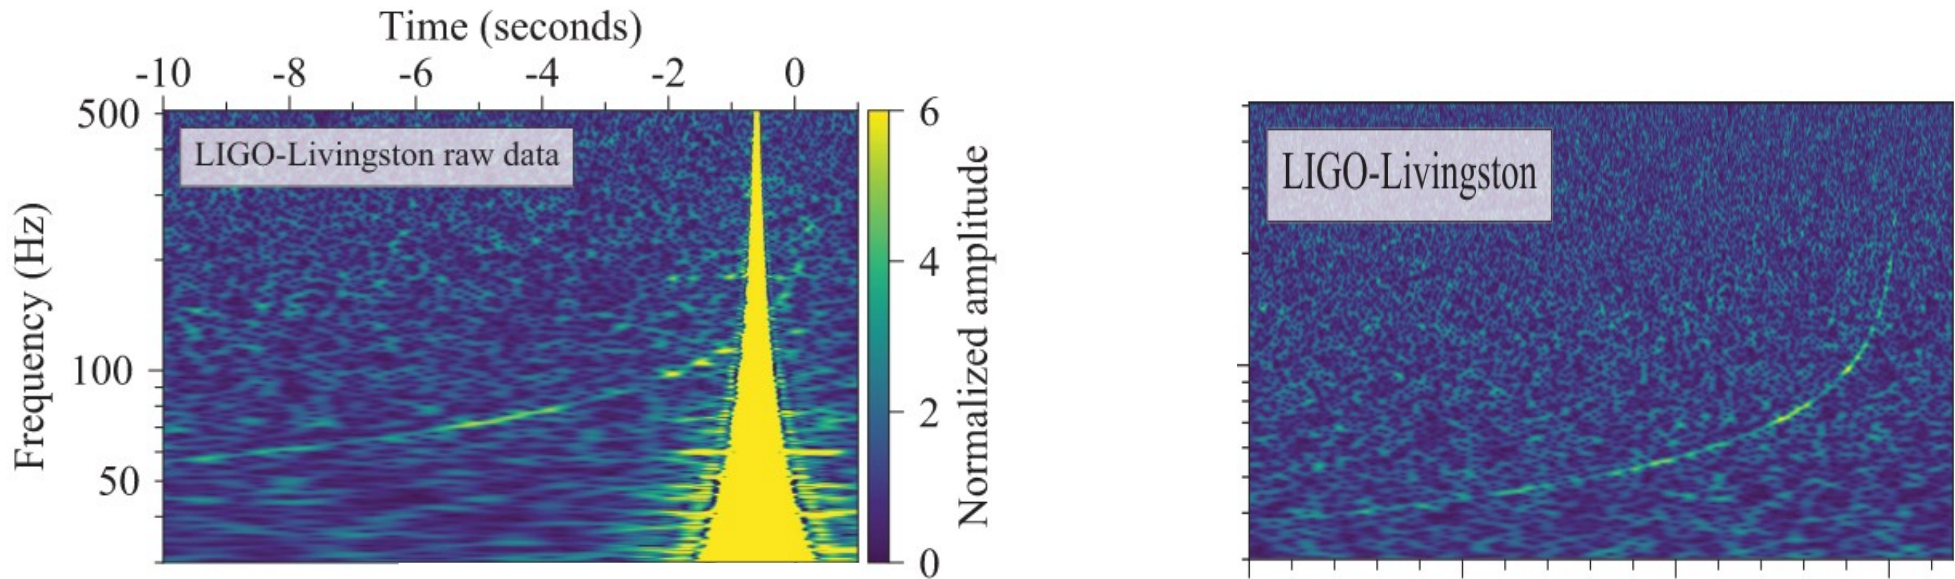 Time (seconds)
-10 -8 -6 -4 -2 0
500
100
50
Frequency (Hz)
LIGO-Livingston raw data
6
4
2
0
Normalized amplitude
LIGO-Livingston